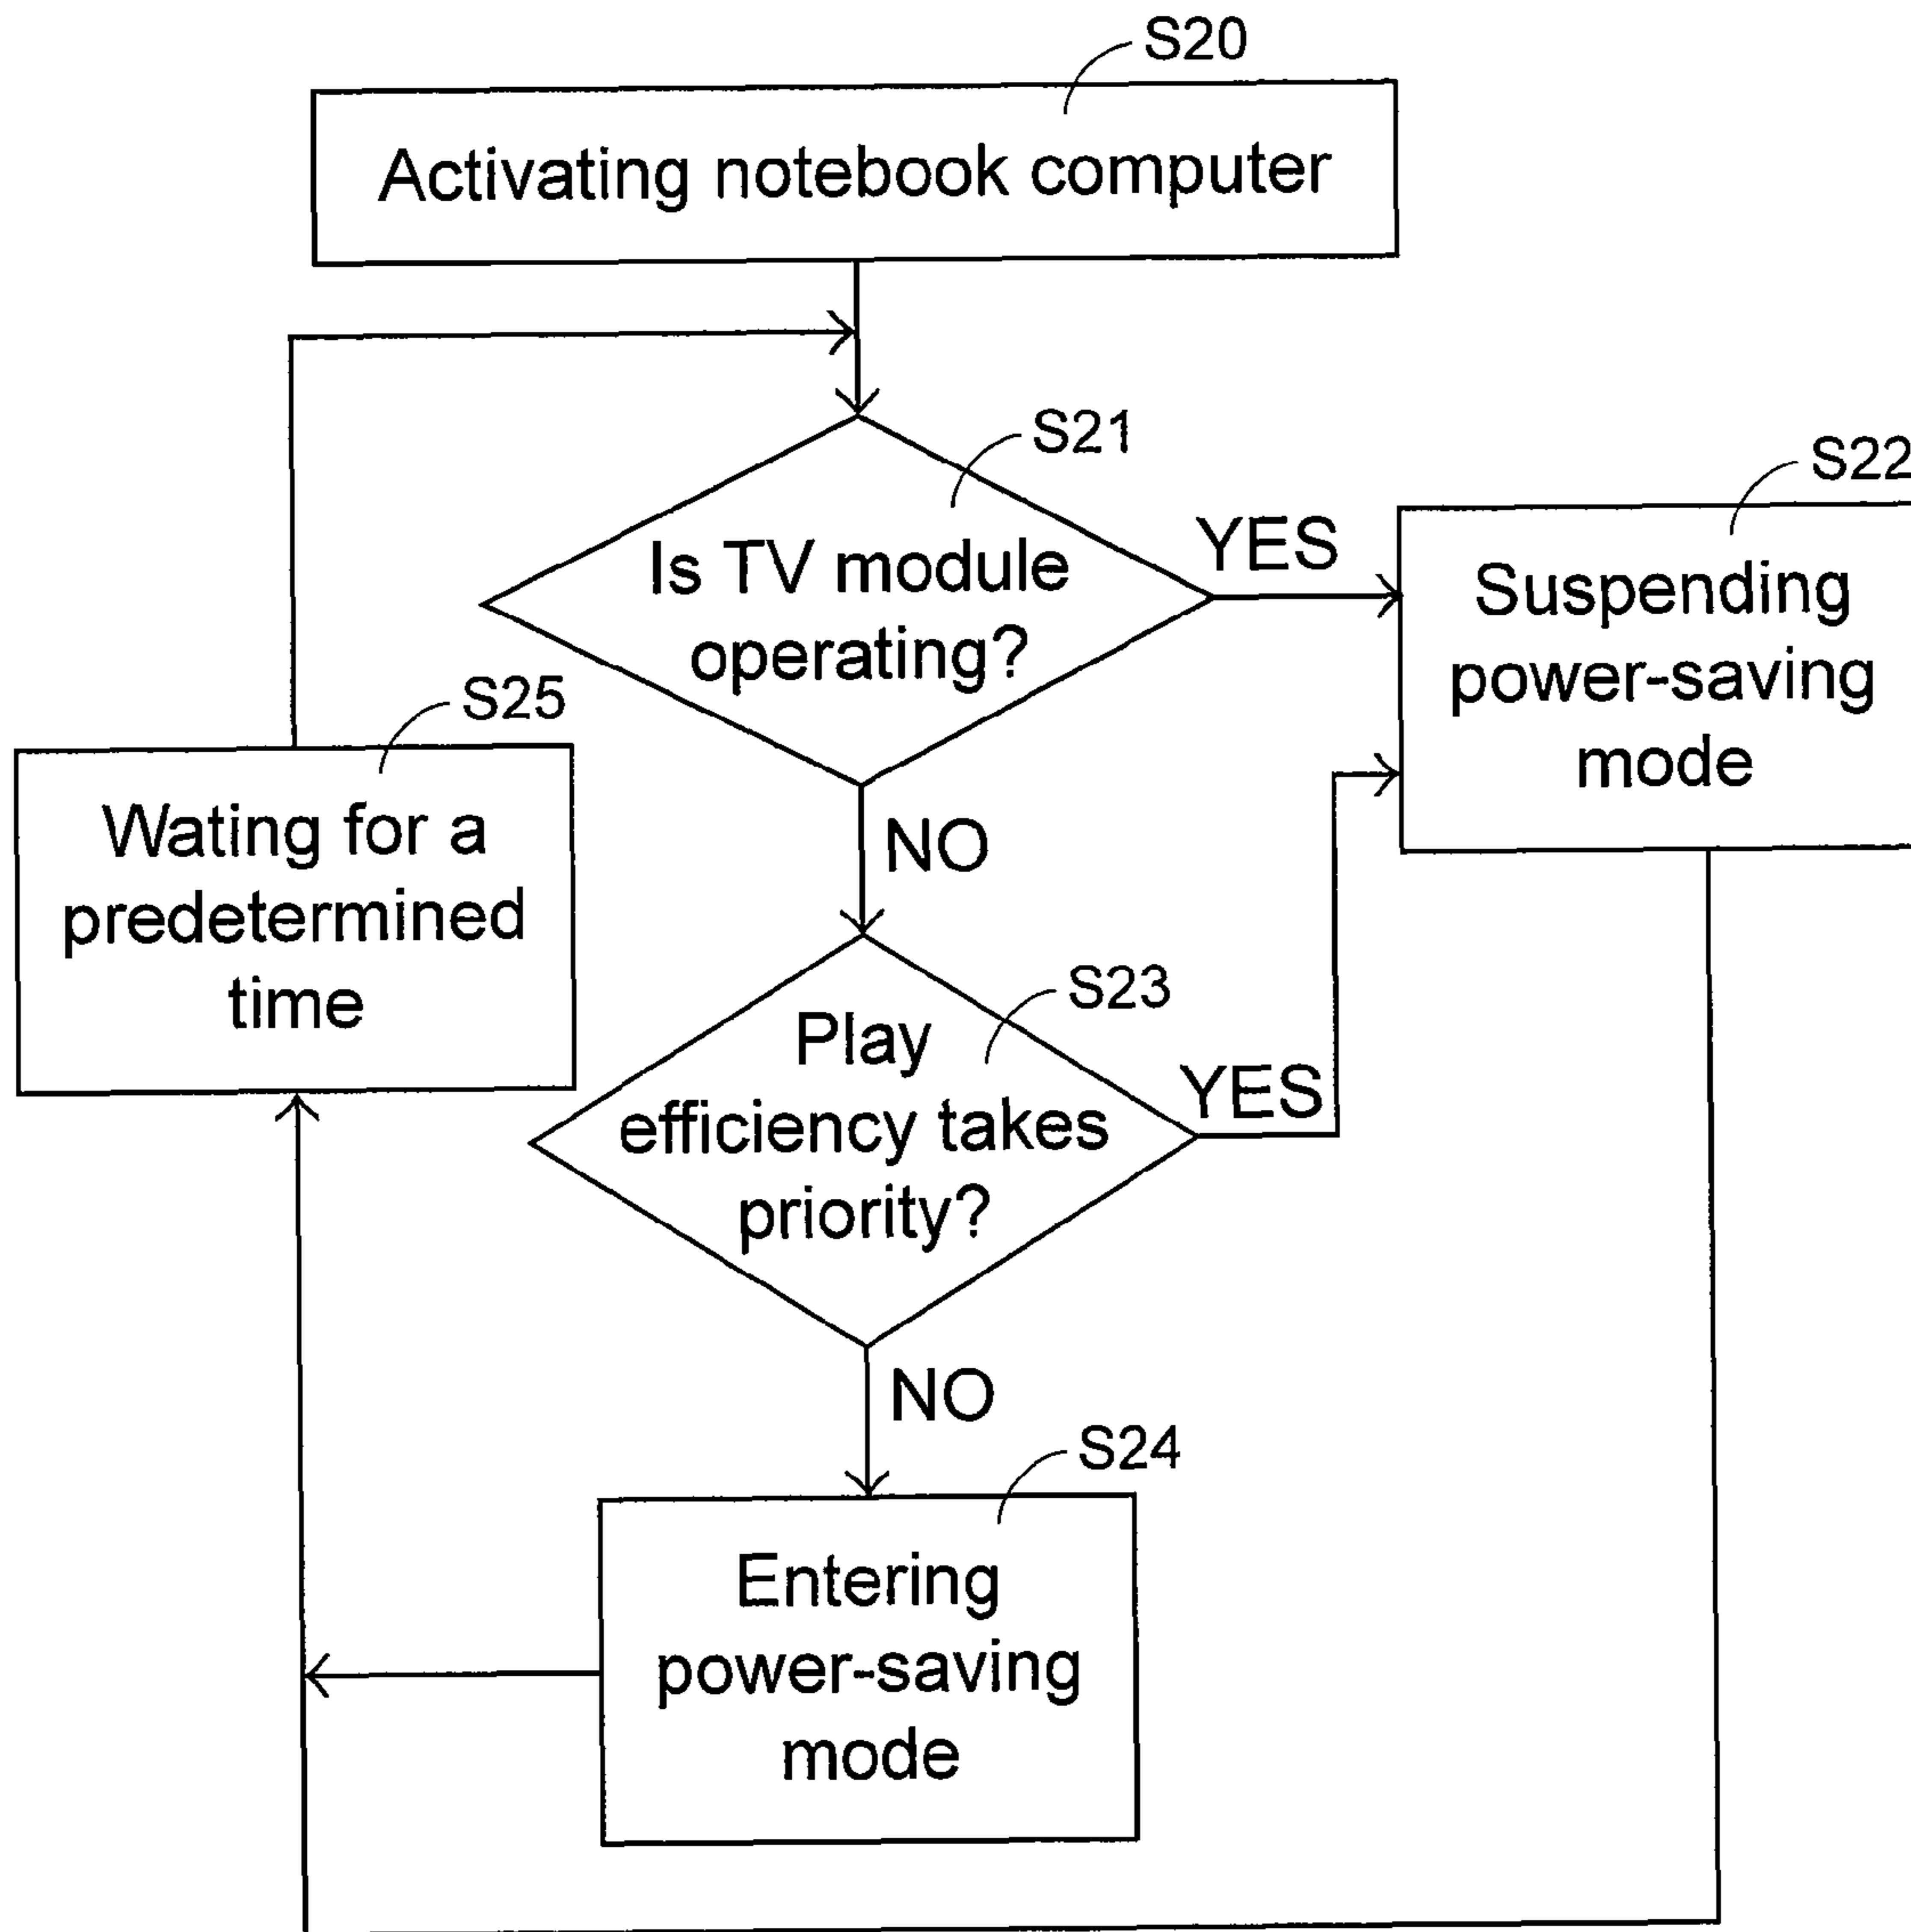 S20
Activating notebook computer
S21
Is TV module
operating?
YES
S22
Suspending
power-saving
mode
NO
S25
Wating for a
predetermined
time
S23
Play
efficiency takes
priority?
YES
NO
S24
Entering
power-saving
mode